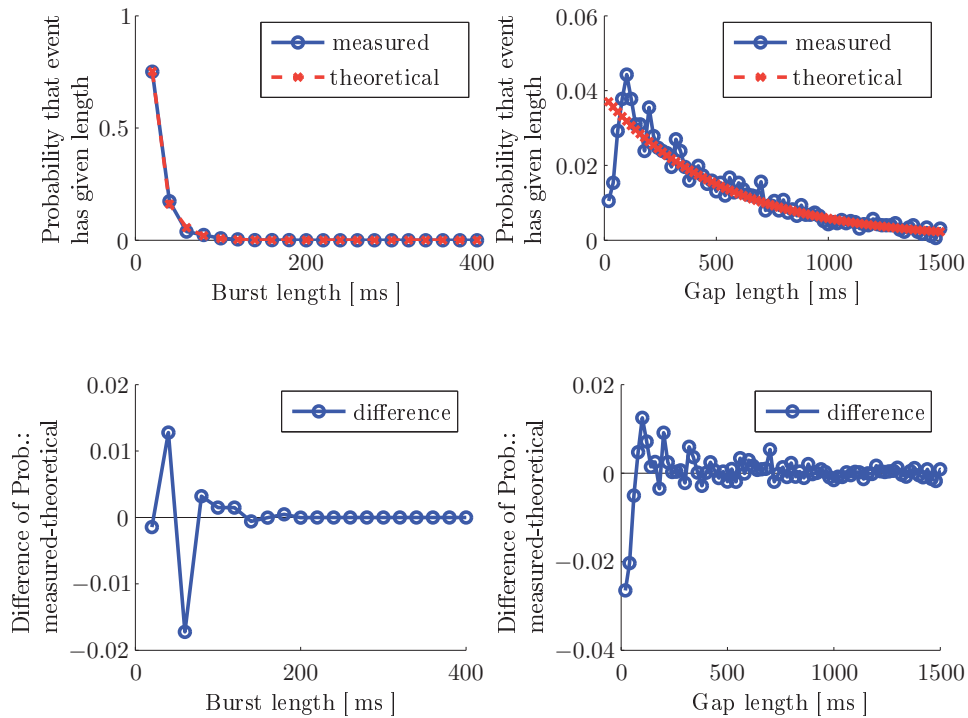 Probability that event
has given length
1
0.5
0
measured
theoretical
0
200
400
Burst length [ ms ]
Probability that event
has given length
0.06
0.04
0.02
0
measured
theoretical
0
500
1000
1500
Gap length [ ms ]
Difference of Prob.:
measured-theoretical
0.02
0.01
0
−0.01
−0.02
difference
0
200
400
Burst length [ ms ]
Difference of Prob.:
measured-theoretical
0.02
0
−0.02
−0.04
difference
0
500
1000
1500
Gap length [ ms ]